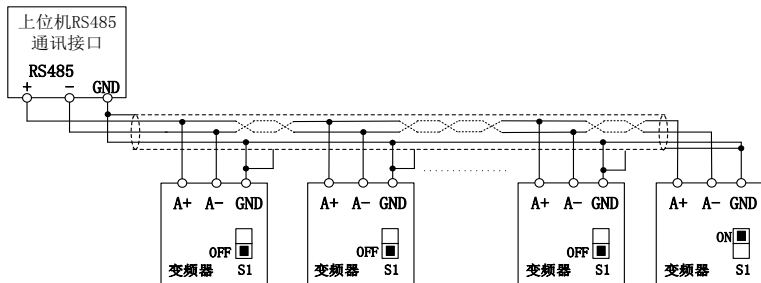 上位机RS485
通讯接口
RS485
+ − GND
A+ A− GND
OFF
变频器 S1
A+ A− GND
OFF
变频器 S1
A+ A− GND
OFF
变频器 S1
A+ A− GND
ON
变频器 S1